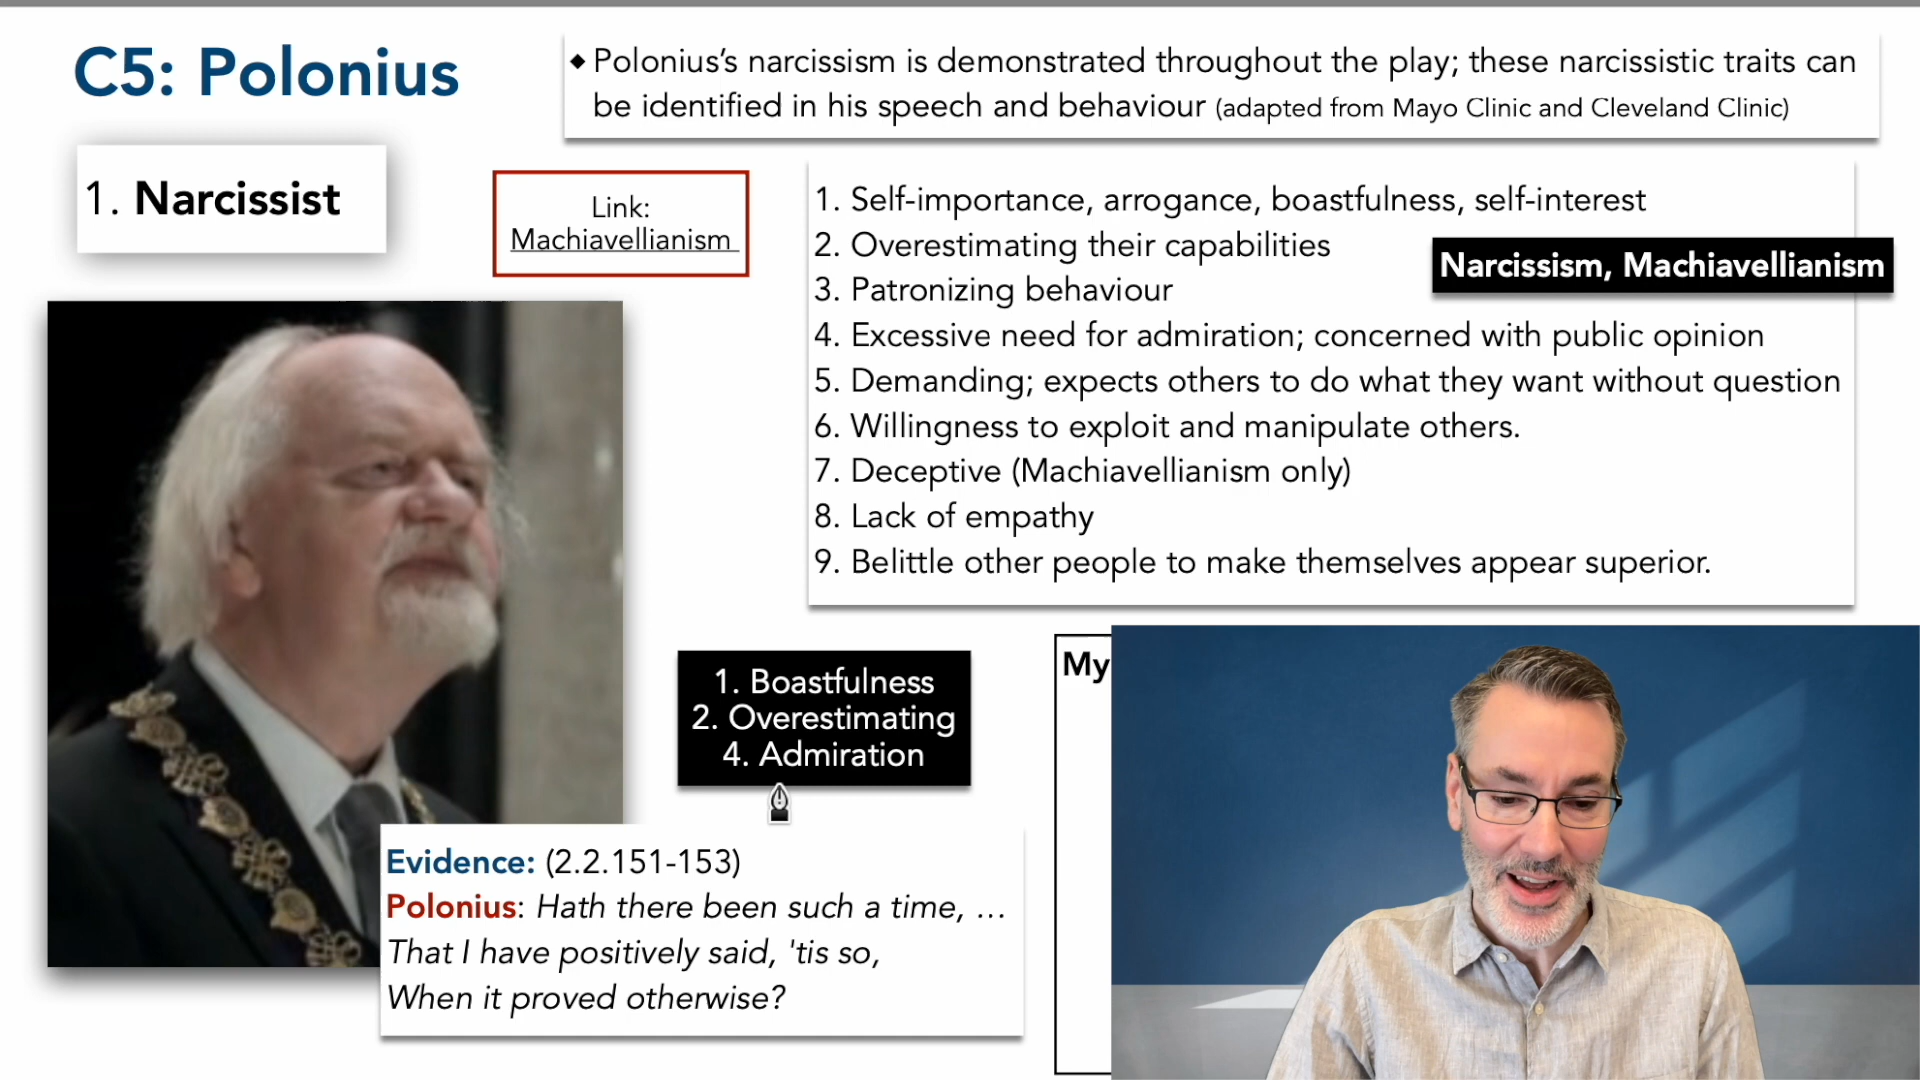 C5: Polonius
◆ Polonius's narcissism is demonstrated throughout the play; these narcissistic traits can
be identified in his speech and behaviour (adapted from Mayo Clinic and Cleveland Clinic)
1. Narcissist
Link:
Machiavellianism
1. Self-importance, arrogance, boastfulness, self-interest
2. Overestimating their capabilities
Narcissism, Machiavellianism
3. Patronizing behaviour
4. Excessive need for admiration; concerned with public opinion
5. Demanding; expects others to do what they want without question
6. Willingness to exploit and manipulate others.
7. Deceptive (Machiavellianism only)
8. Lack of empathy
9. Belittle other people to make themselves appear superior.
1. Boastfulness
2. Overestimating
4. Admiration
My
Evidence: (2.2.151-153)
Polonius: Hath there been such a time, ...
That I have positively said, 'tis so,
When it proved otherwise?